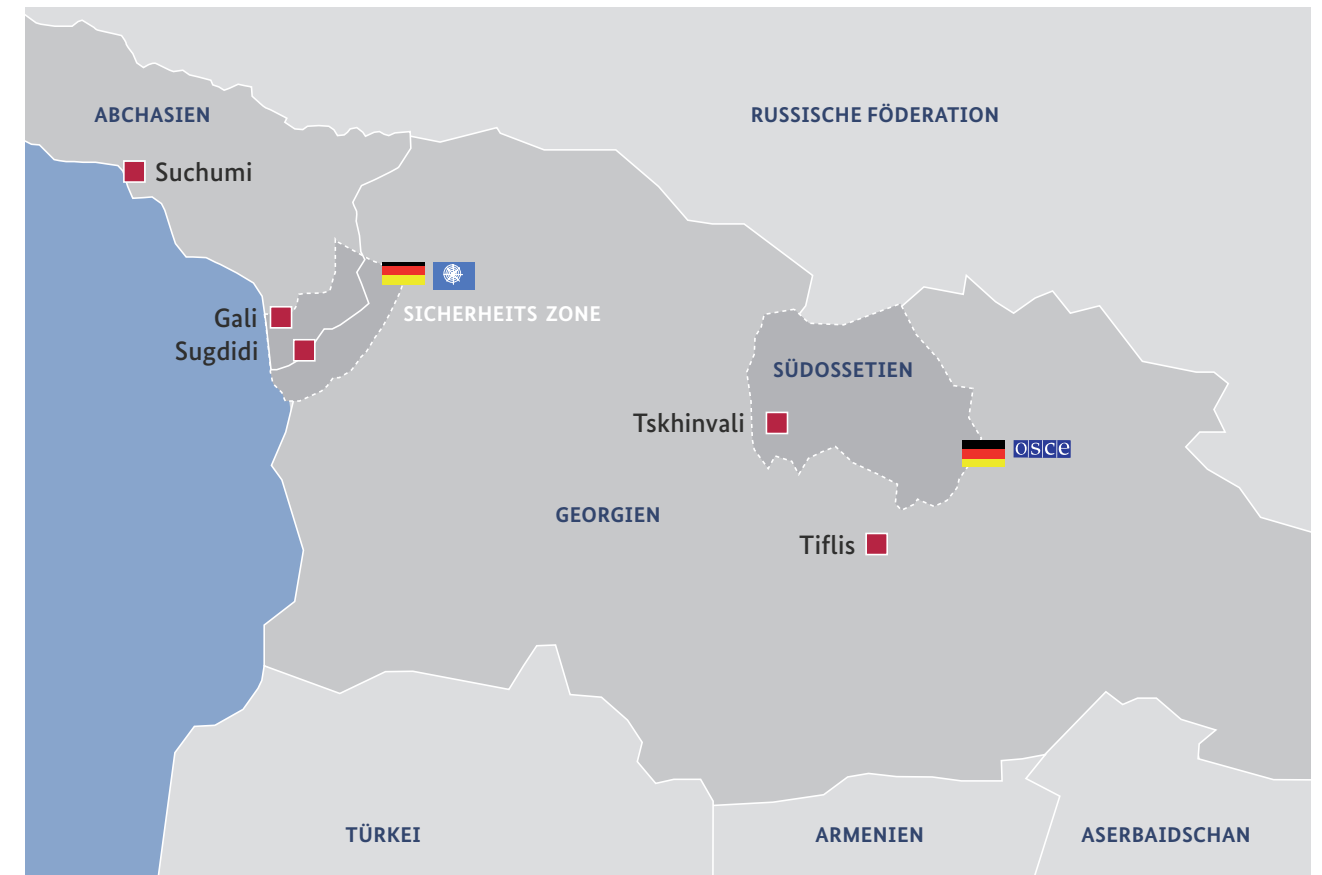 ABCHASIEN
RUSSISCHE FÖDERATION
Suchumi
SICHERHEITS ZONE
Gali
Sugdidi
SÜDOSSETIEN
Tskhinvali
osce
GEORGIEN
Tiflis
TÜRKEI
ARMENIEN
ASERBAIDSCHAN